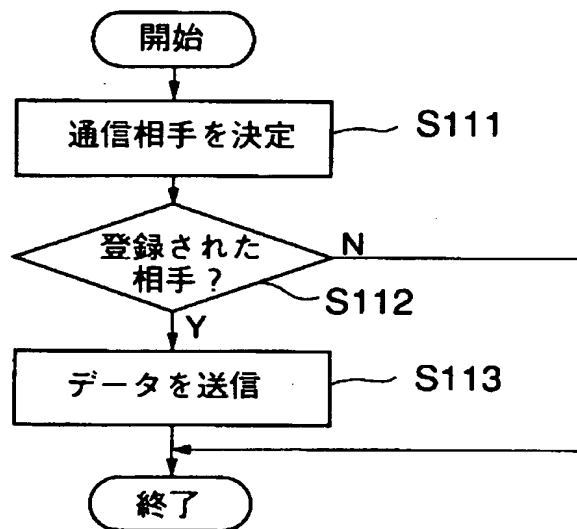 開始
通信相手を決定
S111
登録された
相手?
N
S112
Y
データを送信
S113
終了